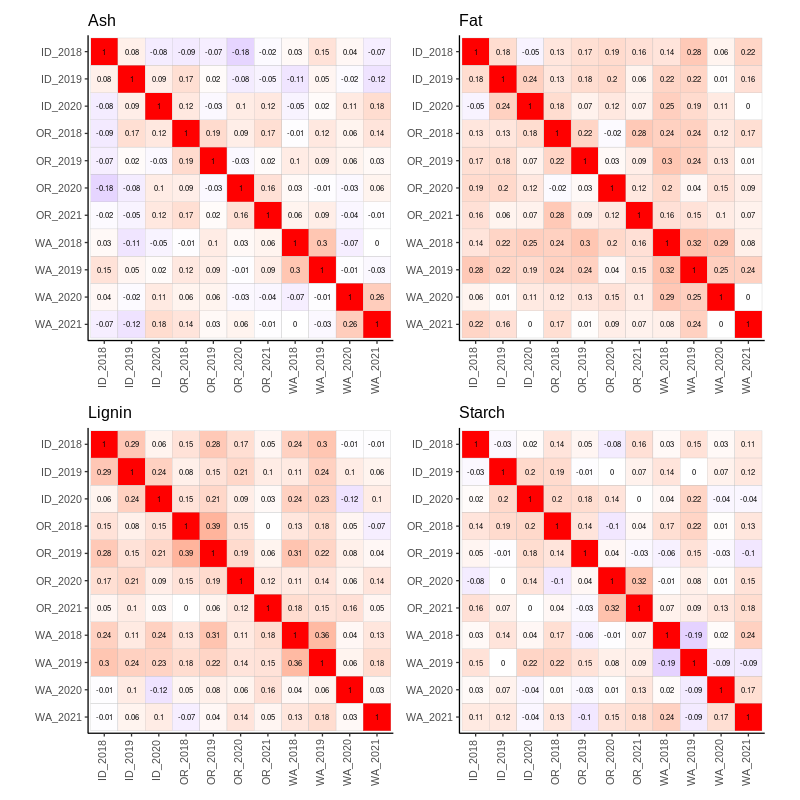 Ash
ID_2018 1 0.08 -0.08 -0.09 -0.07 -0.18 -0.02 0.03 0.15 0.04 -0.07
ID_2019 0.08 1 0.09 0.17 0.02 -0.08 -0.05 -0.11 0.05 -0.02 -0.12
ID_2020 -0.08 0.09 1 0.12 -0.03 0.1 0.12 -0.05 0.02 0.11 0.18
OR_2018 -0.09 0.17 0.12 1 0.19 0.09 0.17 -0.01 0.12 0.06 0.14
OR_2019 -0.07 0.02 -0.03 0.19 1 -0.03 0.02 0.1 0.09 0.06 0.03
OR_2020 -0.18 -0.08 0.1 0.09 -0.03 1 0.16 0.03 -0.01 -0.03 0.06
OR_2021 -0.02 -0.05 0.12 0.17 0.02 0.16 1 0.06 0.09 -0.04 -0.01
WA_2018 0.03 -0.11 -0.05 -0.01 0.1 0.03 0.06 1 0.3 -0.07 0
WA_2019 0.15 0.05 0.02 0.12 0.09 -0.01 0.09 0.3 1 -0.01 -0.03
WA_2020 0.04 -0.02 0.11 0.06 0.06 -0.03 -0.04 -0.07 -0.01 1 0.26
WA_2021 -0.07 -0.12 0.18 0.14 0.03 0.06 -0.01 0 -0.03 0.26 1
ID_2018 ID_2019 ID_2020 OR_2018 OR_2019 OR_2020 OR_2021 WA_2018 WA_2019 WA_2020 WA_2021
Fat
ID_2018 1 0.18 -0.05 0.13 0.17 0.19 0.16 0.14 0.28 0.06 0.22
ID_2019 0.18 1 0.24 0.13 0.18 0.2 0.06 0.22 0.22 0.01 0.16
ID_2020 -0.05 0.24 1 0.18 0.07 0.12 0.07 0.25 0.19 0.11 0
OR_2018 0.13 0.13 0.18 1 0.22 -0.02 0.28 0.24 0.24 0.12 0.17
OR_2019 0.17 0.18 0.07 0.22 1 0.03 0.09 0.3 0.24 0.13 0.01
OR_2020 0.19 0.2 0.12 -0.02 0.03 1 0.12 0.2 0.04 0.15 0.09
OR_2021 0.16 0.06 0.07 0.28 0.09 0.12 1 0.16 0.15 0.1 0.07
WA_2018 0.14 0.22 0.25 0.24 0.3 0.2 0.16 1 0.32 0.29 0.08
WA_2019 0.28 0.22 0.19 0.24 0.24 0.04 0.15 0.32 1 0.25 0.24
WA_2020 0.06 0.01 0.11 0.12 0.13 0.15 0.1 0.29 0.25 1 0
WA_2021 0.22 0.16 0 0.17 0.01 0.09 0.07 0.08 0.24 0 1
ID_2018 ID_2019 ID_2020 OR_2018 OR_2019 OR_2020 OR_2021 WA_2018 WA_2019 WA_2020 WA_2021
Lignin
ID_2018 1 0.29 0.06 0.15 0.28 0.17 0.05 0.24 0.3 -0.01 -0.01
ID_2019 0.29 1 0.24 0.08 0.15 0.21 0.1 0.11 0.24 0.1 0.06
ID_2020 0.06 0.24 1 0.15 0.21 0.09 0.03 0.24 0.23 -0.12 0.1
OR_2018 0.15 0.08 0.15 1 0.39 0.15 0 0.13 0.18 0.05 -0.07
OR_2019 0.28 0.15 0.21 0.39 1 0.19 0.06 0.31 0.22 0.08 0.04
OR_2020 0.17 0.21 0.09 0.15 0.19 1 0.12 0.11 0.14 0.06 0.14
OR_2021 0.05 0.1 0.03 0 0.06 0.12 1 0.18 0.15 0.16 0.05
WA_2018 0.24 0.11 0.24 0.13 0.31 0.11 0.18 1 0.36 0.04 0.13
WA_2019 0.3 0.24 0.23 0.18 0.22 0.14 0.15 0.36 1 0.06 0.18
WA_2020 -0.01 0.1 -0.12 0.05 0.08 0.06 0.16 0.04 0.06 1 0.03
WA_2021 -0.01 0.06 0.1 -0.07 0.04 0.14 0.05 0.13 0.18 0.03 1
ID_2018 ID_2019 ID_2020 OR_2018 OR_2019 OR_2020 OR_2021 WA_2018 WA_2019 WA_2020 WA_2021
Starch
ID_2018 1 -0.03 0.02 0.14 0.05 -0.08 0.16 0.03 0.15 0.03 0.11
ID_2019 -0.03 1 0.2 0.19 -0.01 0 0.07 0.14 0 0.07 0.12
ID_2020 0.02 0.2 1 0.2 0.18 0.14 0 0.04 0.22 -0.04 -0.04
OR_2018 0.14 0.19 0.2 1 0.14 -0.1 0.04 0.17 0.22 0.01 0.13
OR_2019 0.05 -0.01 0.18 0.14 1 0.04 -0.03 -0.06 0.15 -0.03 -0.1
OR_2020 -0.08 0 0.14 -0.1 0.04 1 0.32 -0.01 0.08 0.01 0.15
OR_2021 0.16 0.07 0 0.04 -0.03 0.32 1 0.07 0.09 0.13 0.18
WA_2018 0.03 0.14 0.04 0.17 -0.06 -0.01 0.07 1 -0.19 0.02 0.24
WA_2019 0.15 0 0.22 0.22 0.15 0.08 0.09 -0.19 1 -0.09 -0.09
WA_2020 0.03 0.07 -0.04 0.01 -0.03 0.01 0.13 0.02 -0.09 1 0.17
WA_2021 0.11 0.12 -0.04 0.13 -0.1 0.15 0.18 0.24 -0.09 0.17 1
ID_2018 ID_2019 ID_2020 OR_2018 OR_2019 OR_2020 OR_2021 WA_2018 WA_2019 WA_2020 WA_2021